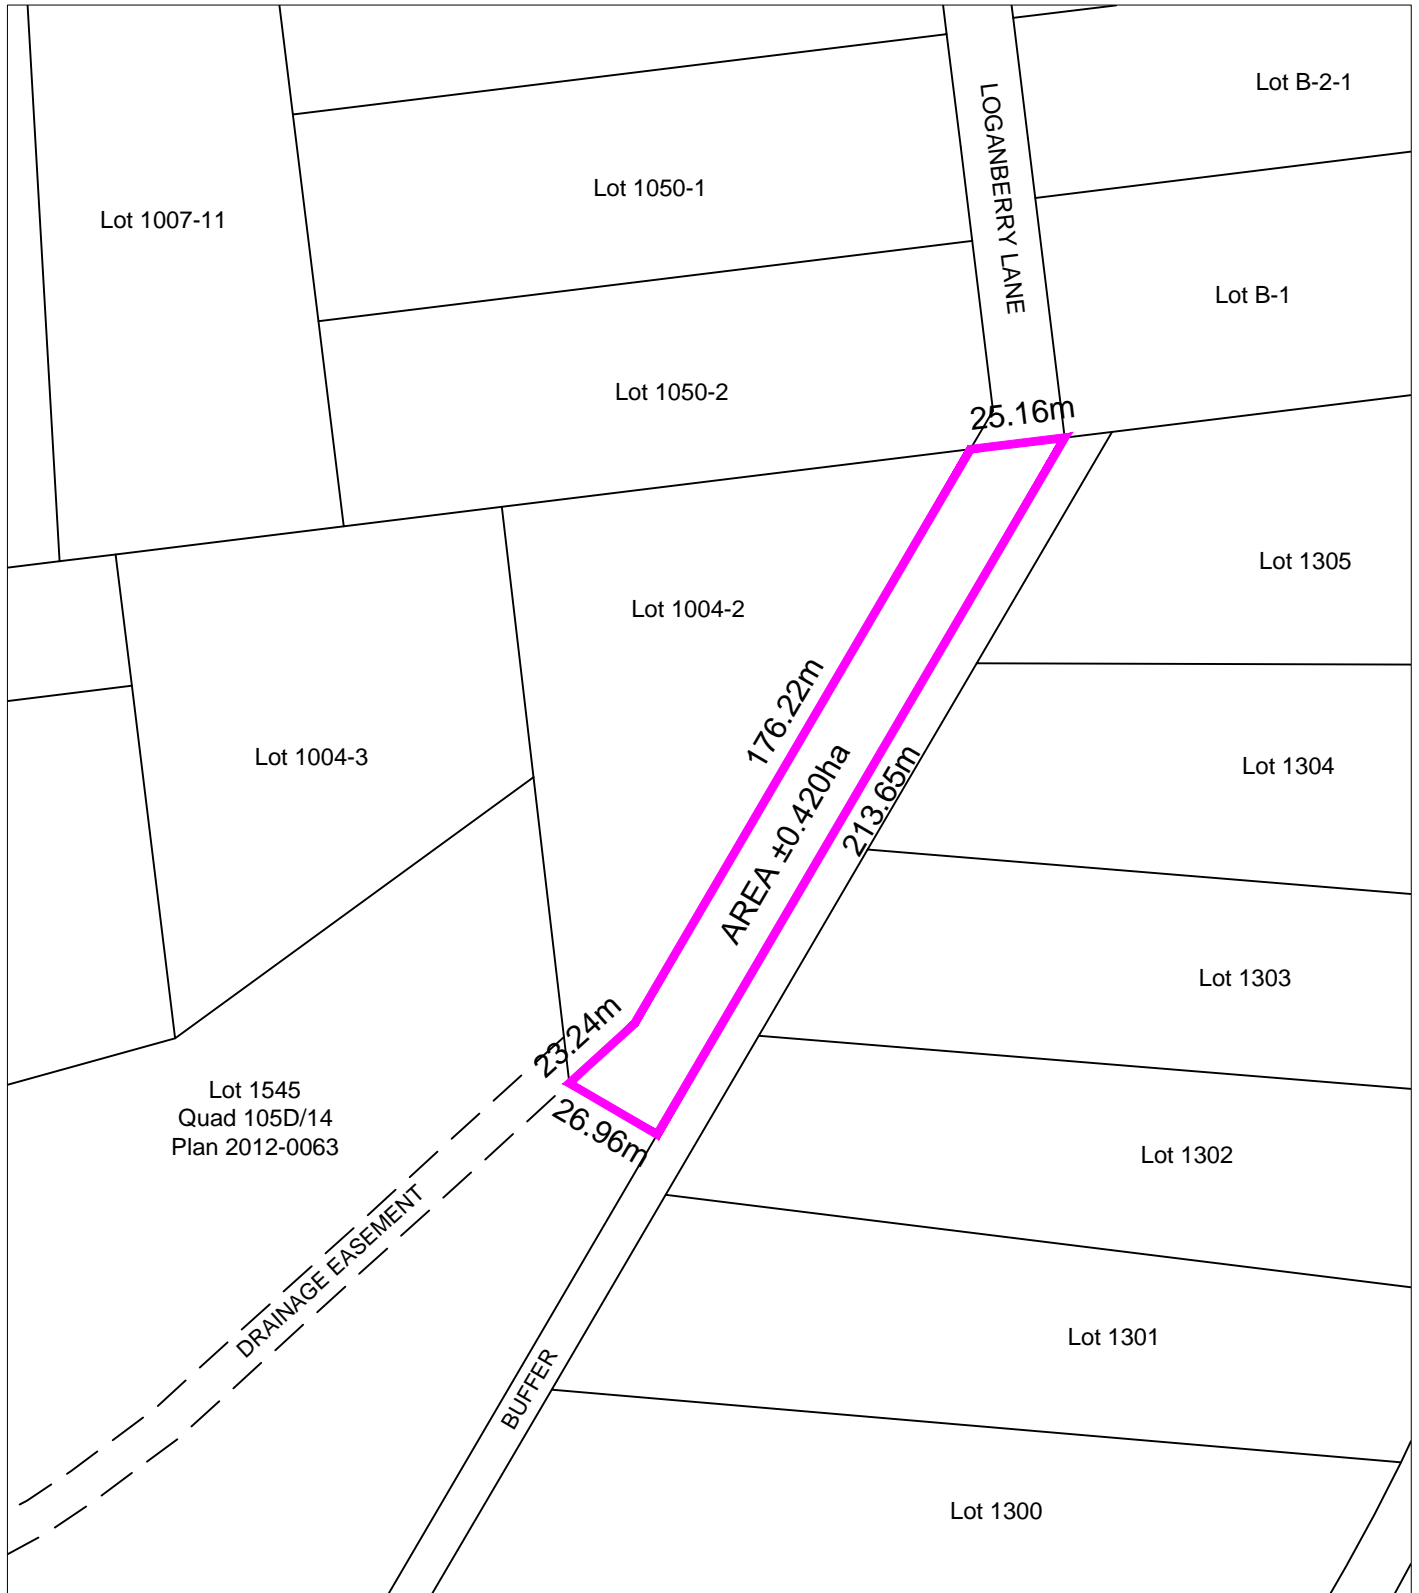 Lot B-2-1
LOGANBERRY LANE
Lot 1050-1
Lot 1007-11
Lot B-1
Lot 1050-2
25.16m
Lot 1305
Lot 1004-2
176.22m
Lot 1004-3
213.65m
Lot 1304
AREA ±0.420ha
Lot 1303
23.24m
Lot 1545
Quad 105D/14
Plan 2012-0063
26.96m
Lot 1302
DRAINAGE EASEMENT
Lot 1301
BUFFER
Lot 1300